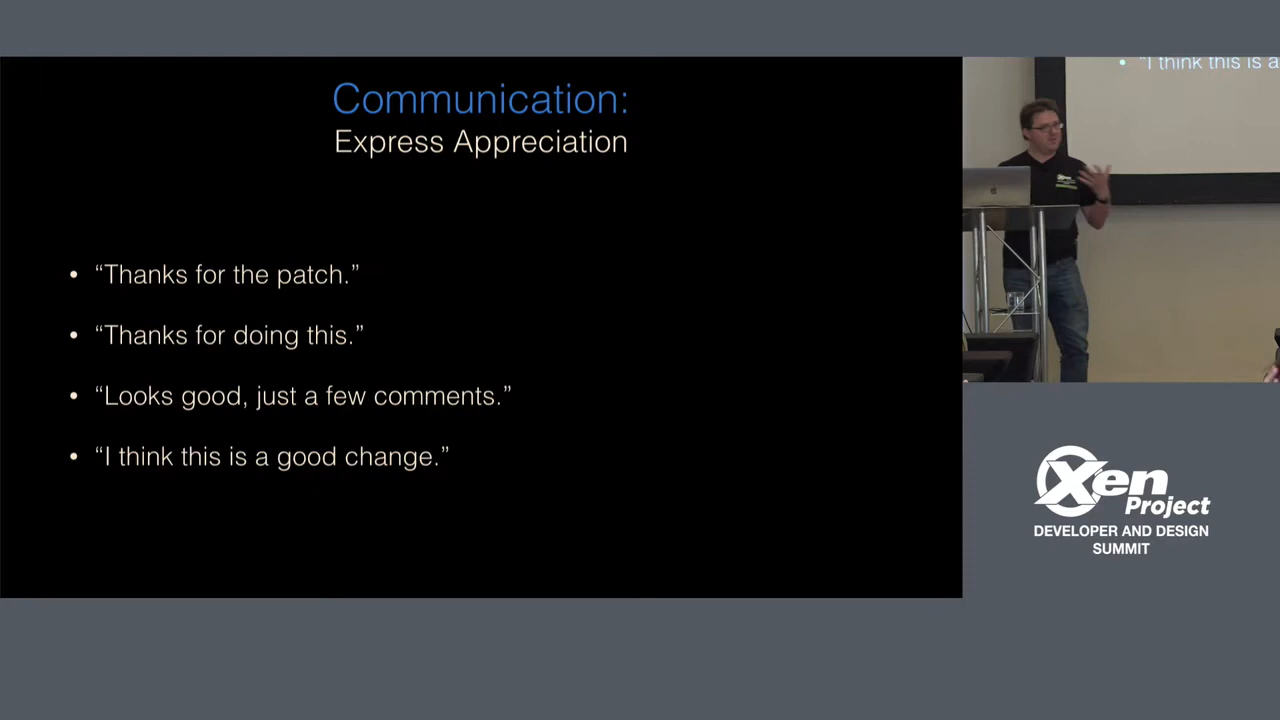 Communication:
Express Appreciation
• “Thanks for the patch.”
• “Thanks for doing this.”
• “Looks good, just a few comments.”
• “I think this is a good change.”
• “I think this is a
Xen
Xen
Project
DEVELOPER AND DESIGN
SUMMIT